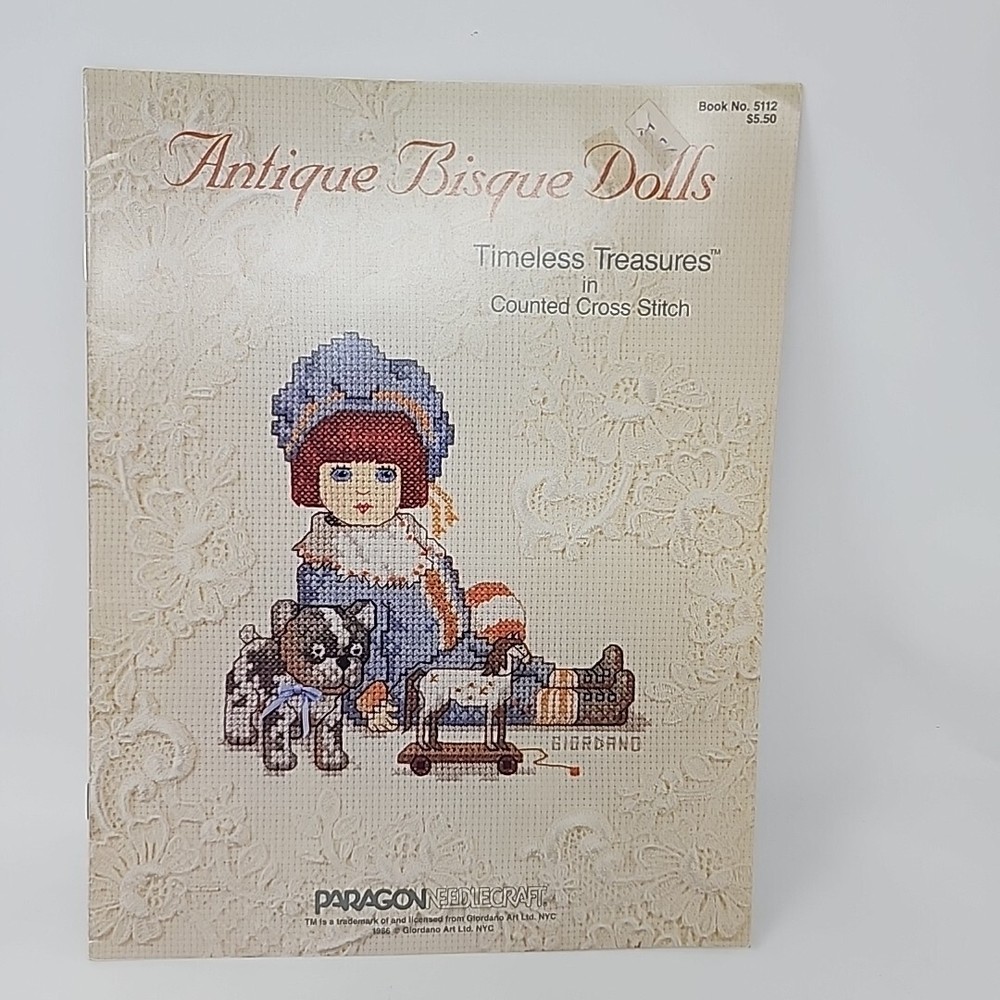 Book No. 5112
$5.50
Antique Bisque Dolls
Timeless Treasures™
in
Counted Cross Stitch
GIORDANO
PARAGON NEEDLECRAFT
TM is a trademark of and licensed from Giordano Art Ltd. NYC
1986 © Giordano Art Ltd. NYC